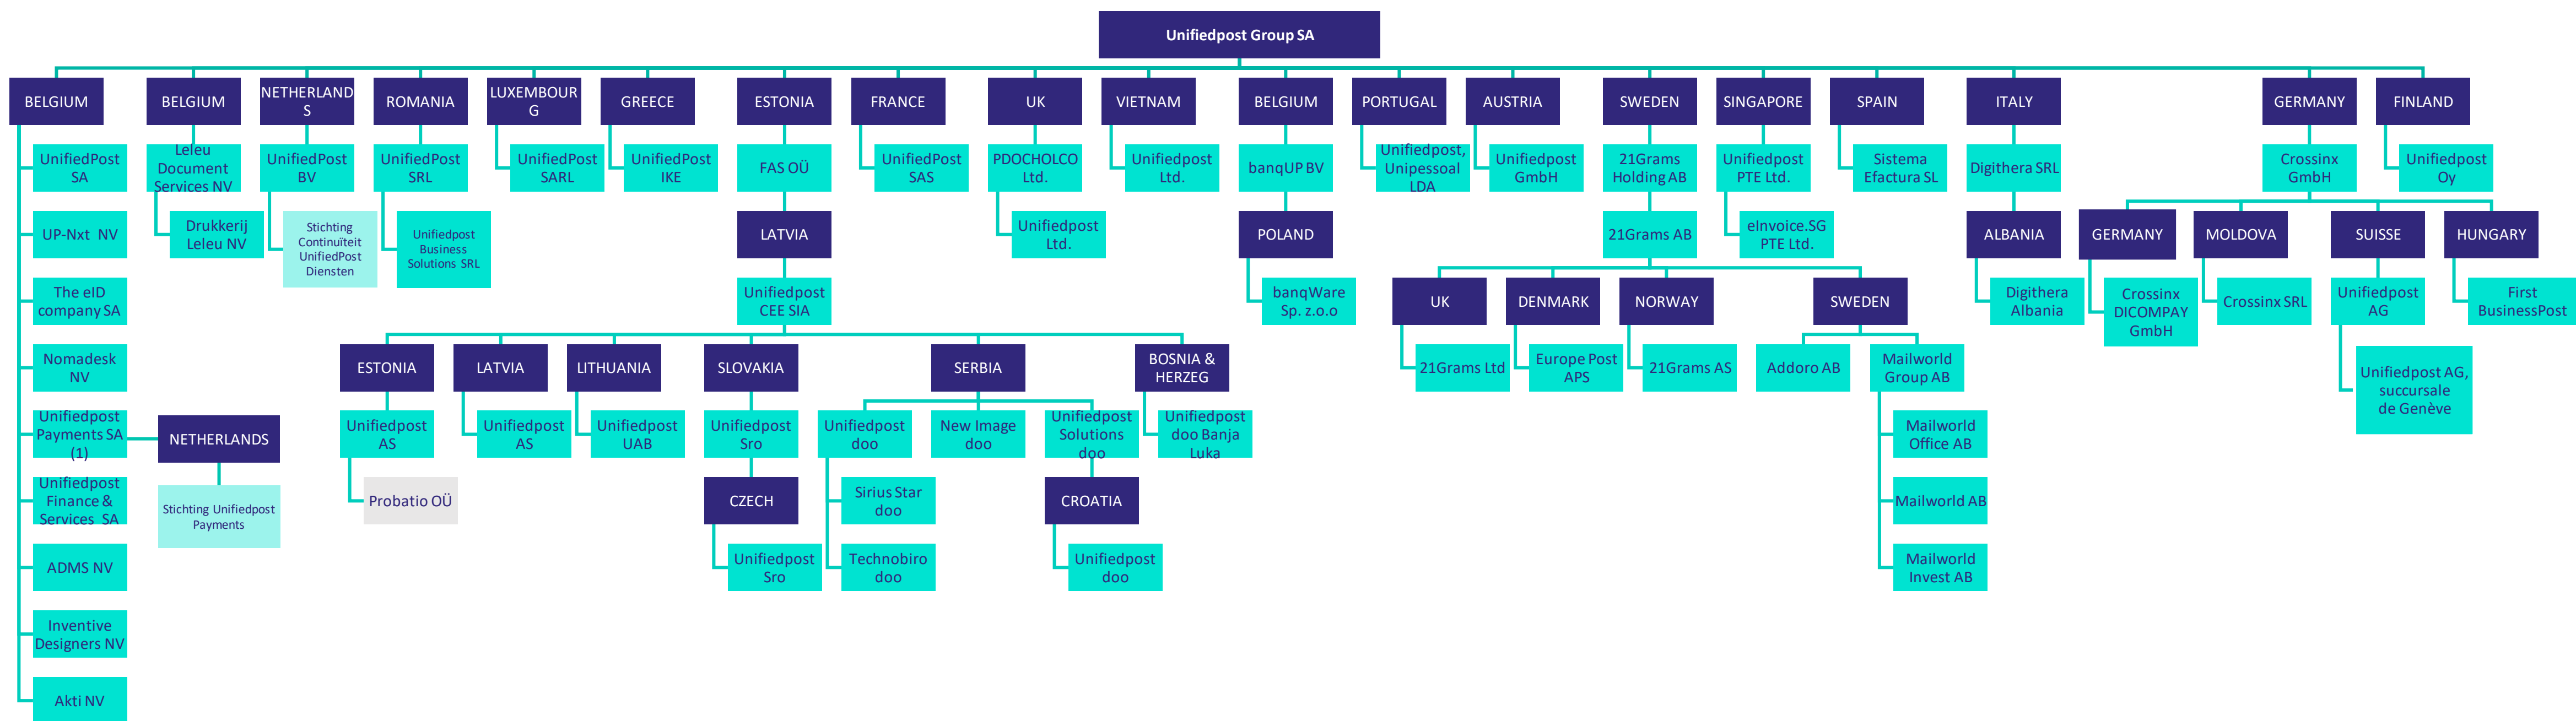 Unifiedpost Group SA
BELGIUM
BELGIUM
NETHERLAND
S
ROMANIA
LUXEMBOUR
G
GREECE
ESTONIA
FRANCE
UK
VIETNAM
BELGIUM
PORTUGAL
AUSTRIA
SWEDEN
SINGAPORE
SPAIN
ITALY
GERMANY
FINLAND
UnifiedPost
SA
Leleu
Document
Services NV
UnifiedPost
BV
UnifiedPost
SRL
UnifiedPost
SARL
UnifiedPost
IKE
FAS OÜ
UnifiedPost
SAS
PDOCHOLCO
Ltd.
Unifiedpost
Ltd.
banqUP BV
Unifiedpost,
Unipessoal
LDA
Unifiedpost
GmbH
21Grams
Holding AB
Unifiedpost
PTE Ltd.
Sistema
Efactura SL
Digithera SRL
Crossinx
GmbH
Unifiedpost
Oy
UP-Nxt NV
Drukkerij
Leleu NV
Stichting
Continuïteit
UnifiedPost
Diensten
Unifiedpost
Business
Solutions SRL
LATVIA
Unifiedpost
Ltd.
POLAND
21Grams AB
eInvoice.SG
PTE Ltd.
ALBANIA
GERMANY
MOLDOVA
SUISSE
HUNGARY
The eID
company SA
Unifiedpost
CEE SIA
banqWare
Sp. z.o.o
UK
DENMARK
NORWAY
SWEDEN
Digithera
Albania
Crossinx
DICOMPAY
GmbH
Crossinx SRL
Unifiedpost
AG
First
BusinessPost
Nomadesk
NV
ESTONIA
LATVIA
LITHUANIA
SLOVAKIA
SERBIA
BOSNIA &
HERZEG
21Grams Ltd
Europe Post
APS
21Grams AS
Addoro AB
Mailworld
Group AB
Unifiedpost AG,
succursale
de Genève
Unifiedpost
Payments SA
(1)
NETHERLANDS
Unifiedpost
AS
Unifiedpost
AS
Unifiedpost
UAB
Unifiedpost
Sro
Unifiedpost
doo
New Image
doo
Unifiedpost
Solutions
doo
Unifiedpost
doo Banja
Luka
Mailworld
Office AB
Unifiedpost
Finance &
Services SA
Stichting Unifiedpost
Payments
Probatio OÜ
CZECH
Sirius Star
doo
CROATIA
Mailworld AB
ADMS NV
Unifiedpost
Sro
Technobiro
doo
Unifiedpost
doo
Mailworld
Invest AB
Inventive
Designers NV
Akti NV